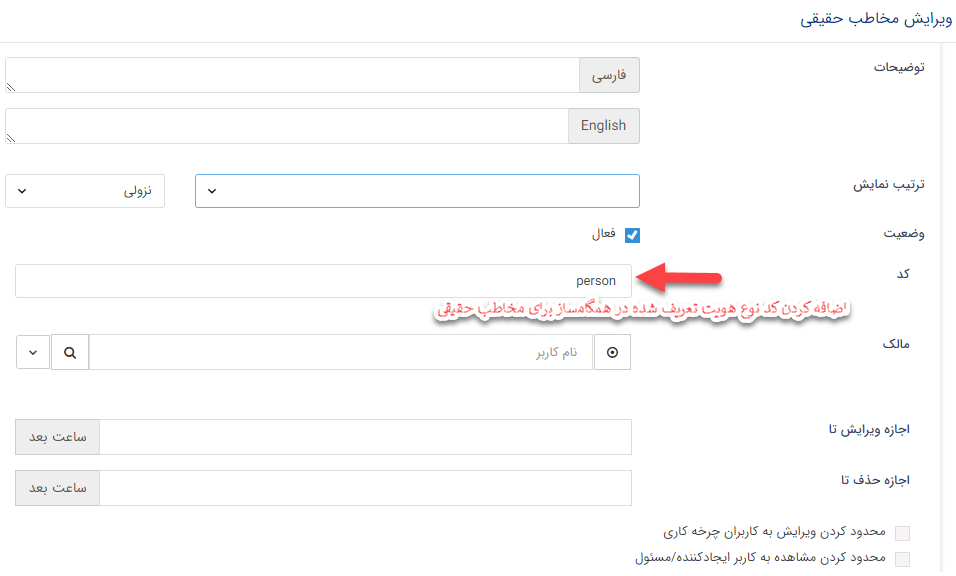 ویرایش مخاطب حقیقی
توضیحات
فارسی
English
ترتیب نمایش
نزولی
وضعیت
فعال
کد
person
اضافه کردن کد نوع هویت تعریف شده در همگامساز برای مخاطب حقیقی
مالک
نام کاربر
اجازه ویرایش تا
ساعت بعد
اجازه حذف تا
ساعت بعد
محدود کردن ویرایش به کاربران چرخه کاری
محدود کردن مشاهده به کاربر ایجادکننده/مسئول